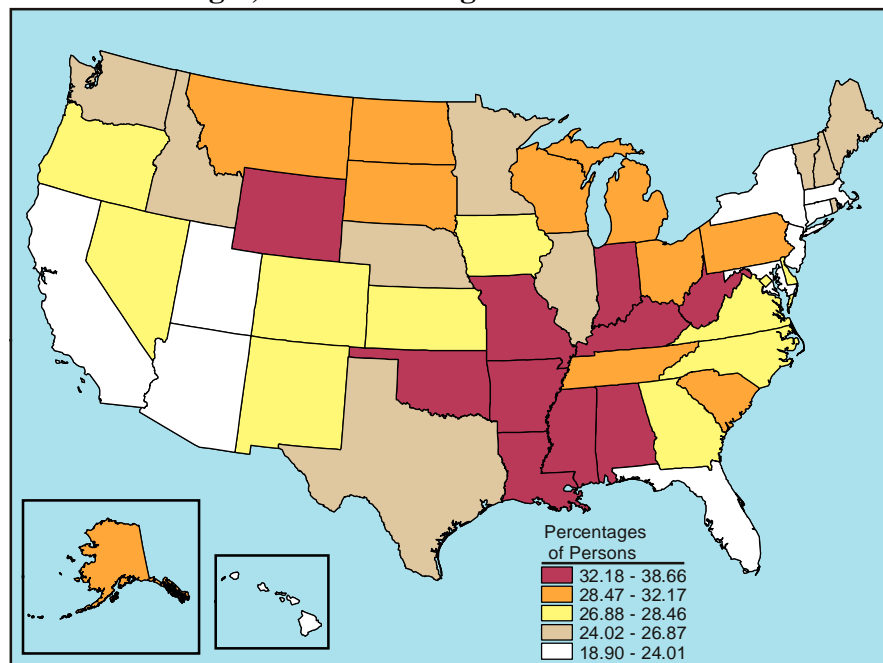 Percentages
of Persons
32.18 - 38.66
28.47 - 32.17
26.88 - 28.46
24.02 - 26.87
18.90 - 24.01